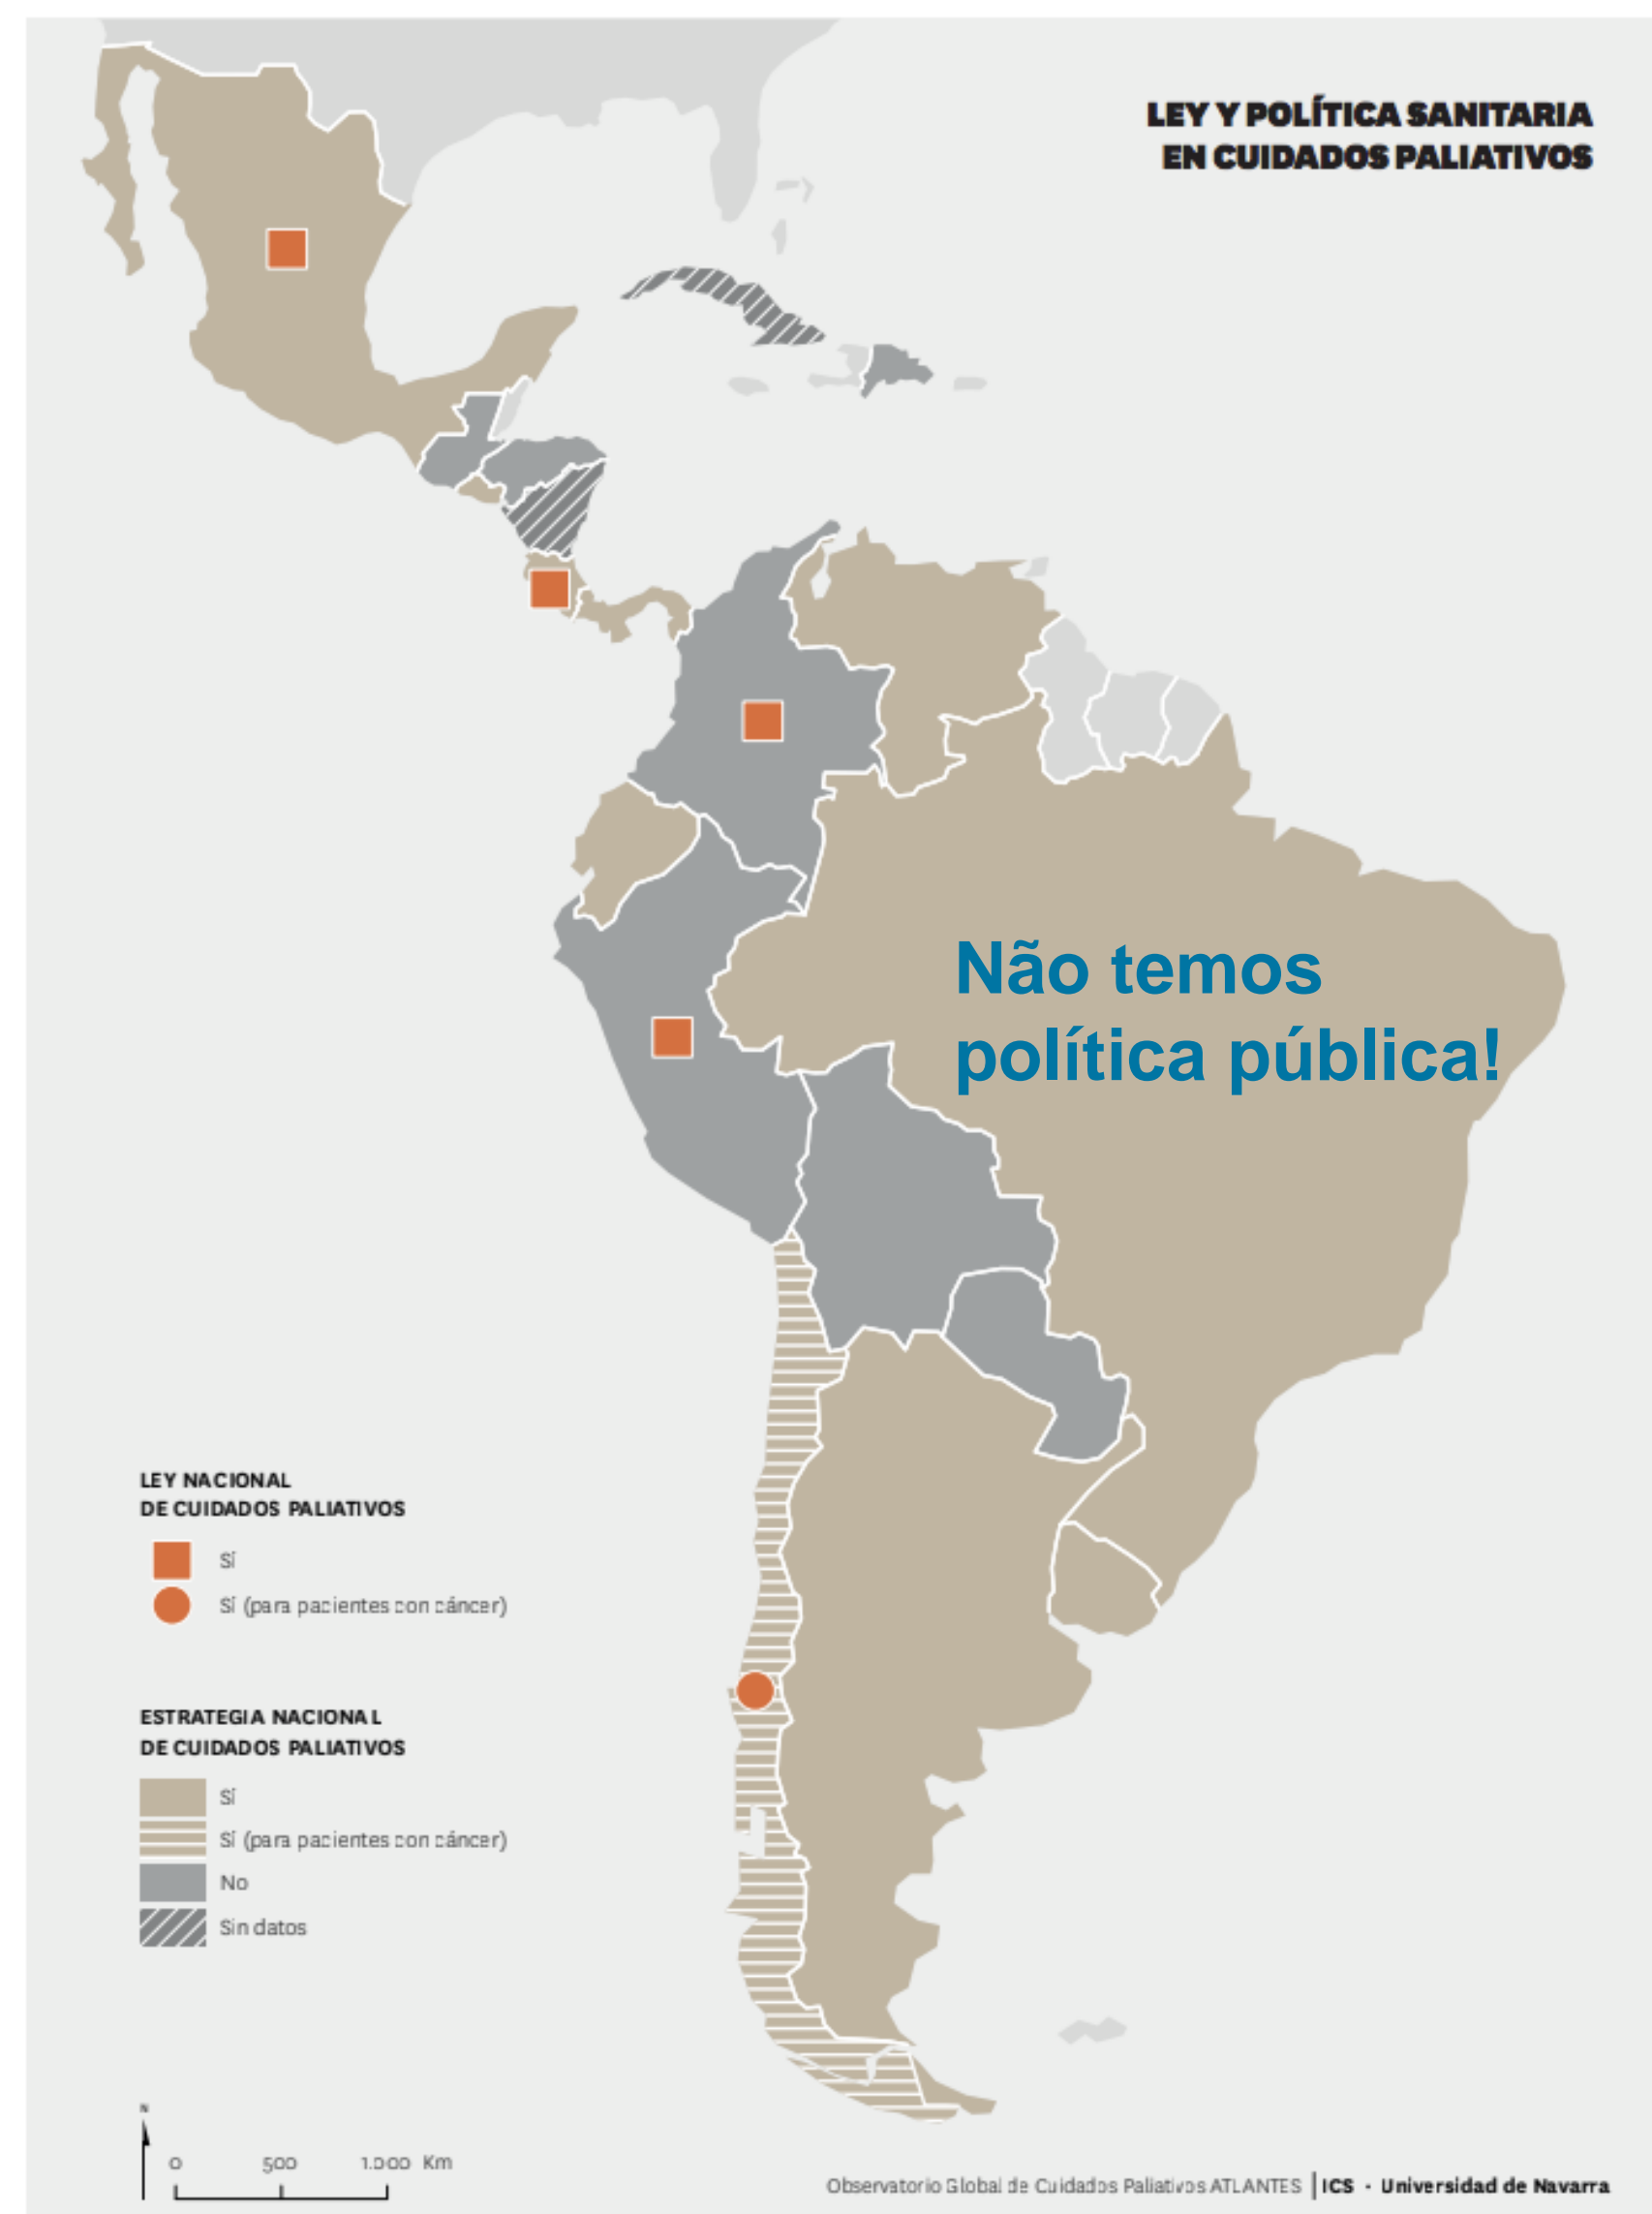 LEY Y POLÍTICA SANITARIA
EN CUIDADOS PALIATIVOS
Não temos
política pública!
LEY NACIONAL
DE CUIDADOS PALIATIVOS
Sí
Sí (para pacientes con cáncer)
ESTRATEGIA NACIONAL
DE CUIDADOS PALIATIVOS
Sí
Sí (para pacientes con cáncer)
No
Sin datos
N
0 500 1.000 Km
Observatorio Global de Cuidados Paliativos ATLANTES | ICS - Universidad de Navarra